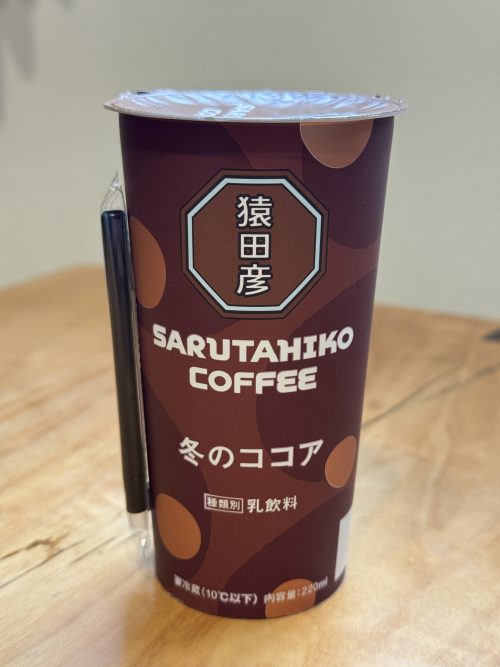 猿田彦
SARUTAHIKO
COFFEE
冬のココア
種類別 乳飲料
要冷蔵(10℃以下) 内容量:220ml